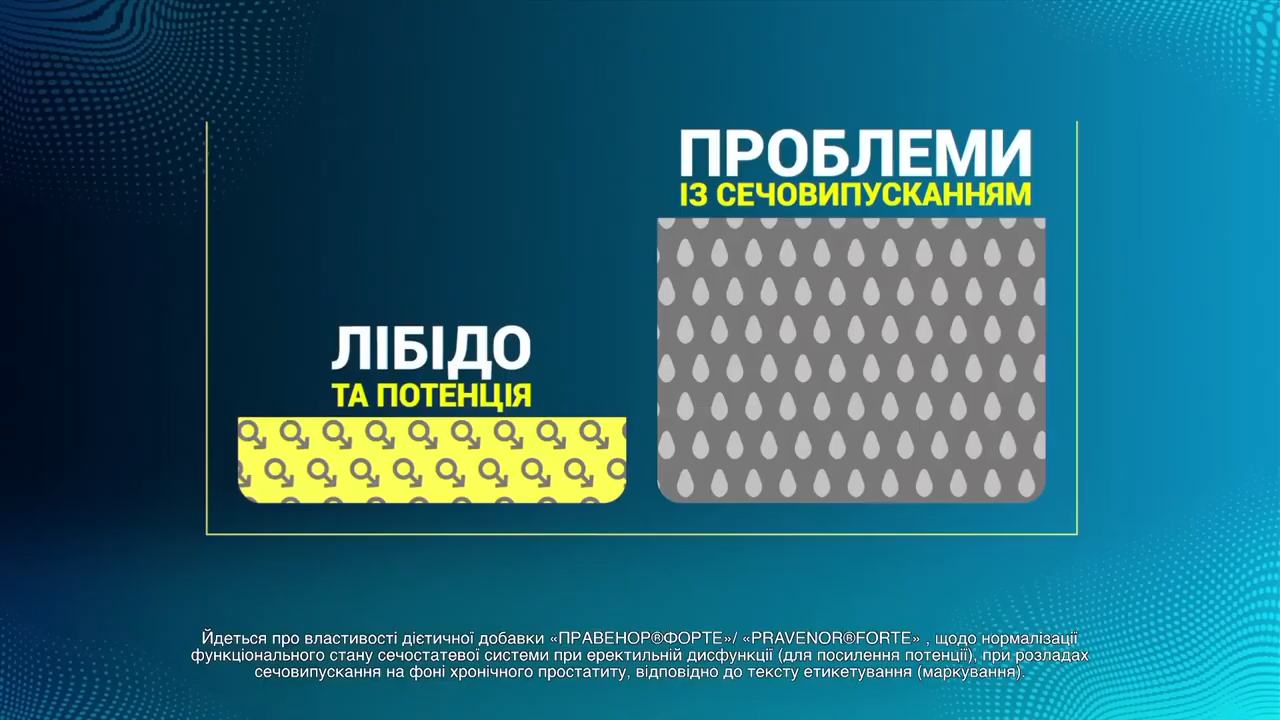 ПРОБЛЕМИ
ІЗ СЕЧОВИПУСКАННЯМ
ЛІБІДО
ТА ПОТЕНЦІЯ
Йдеться про властивості дієтичної добавки «ПРАВЕНОР®ФОРТЕ»/ «PRAVENOR®FORTE» , щодо нормалізації
функціонального стану сечостатевої системи при еректильній дисфункції (для посилення потенції), при розладах
сечовипускання на фоні хронічного простатиту, відповідно до тексту етикетування (маркування).